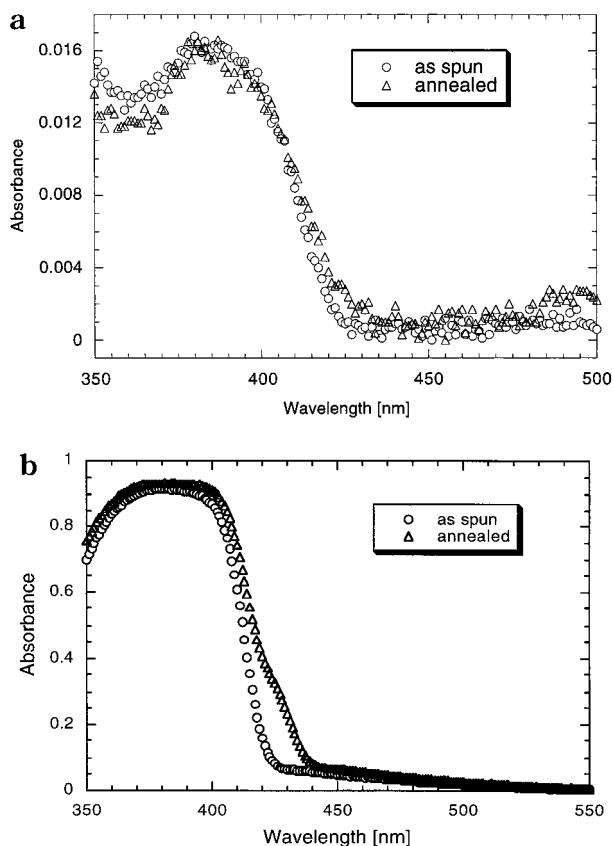 a
0.016
0.012
0.008
0.004
0
Absorbance
as spun
annealed
350 400 450 500
Wavelength [nm]
b
1
0.8
0.6
0.4
0.2
0
Absorbance
as spun
annealed
350 400 450 500 550
Wavelength [nm]